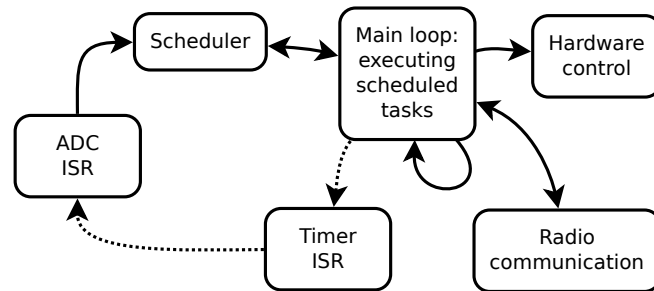 Scheduler
Main loop:
executing
scheduled
tasks
Hardware
control
ADC
ISR
Timer
ISR
Radio
communication